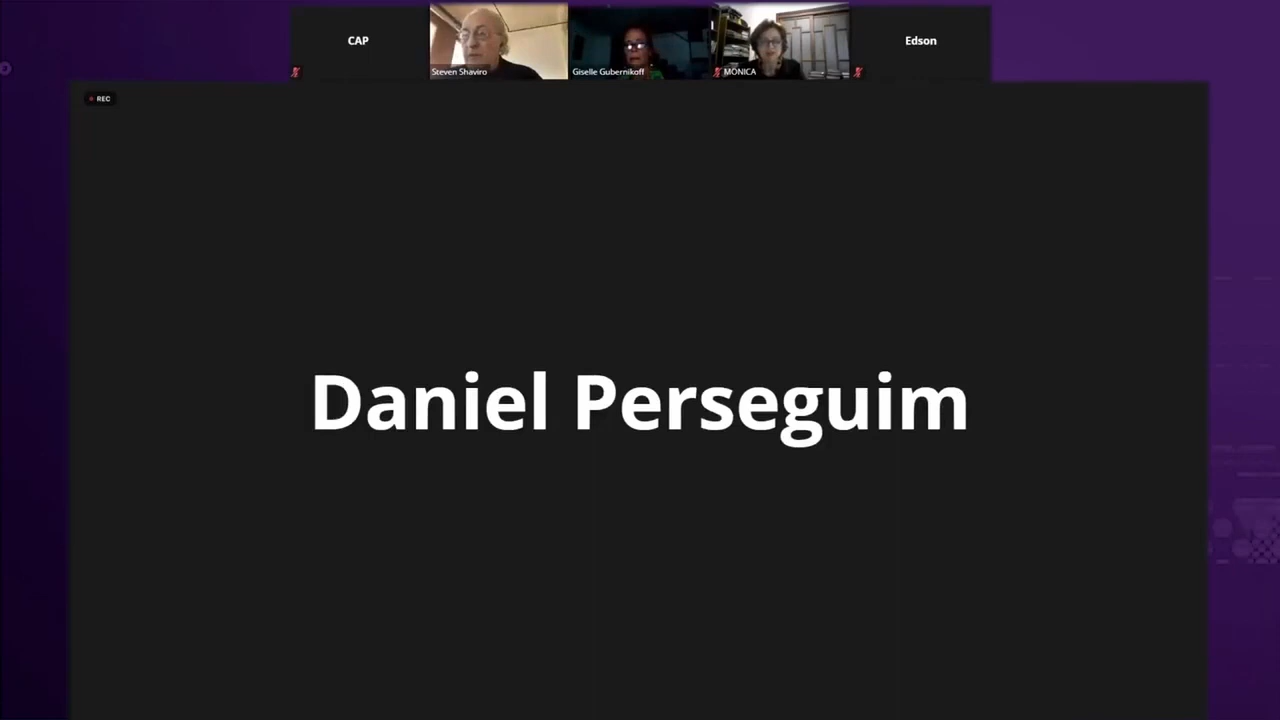 CAP
Edson
Steven Shaviro
Giselle Gubernikoff
MÔNICA
REC
Daniel Perseguim